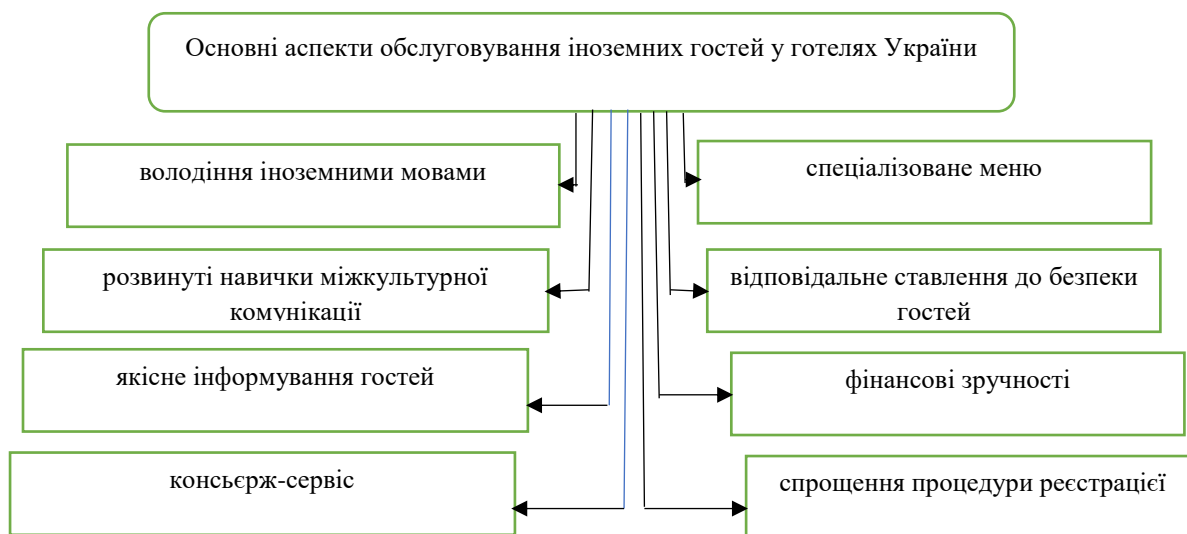 Основні аспекти обслуговування іноземних гостей у готелях України
володіння іноземними мовами
розвинуті навички міжкультурної
комунікації
якісне інформування гостей
консьєрж-сервіс
спеціалізоване меню
відповідальне ставлення до безпеки
гостей
фінансові зручності
спрощення процедури реєстрацієї